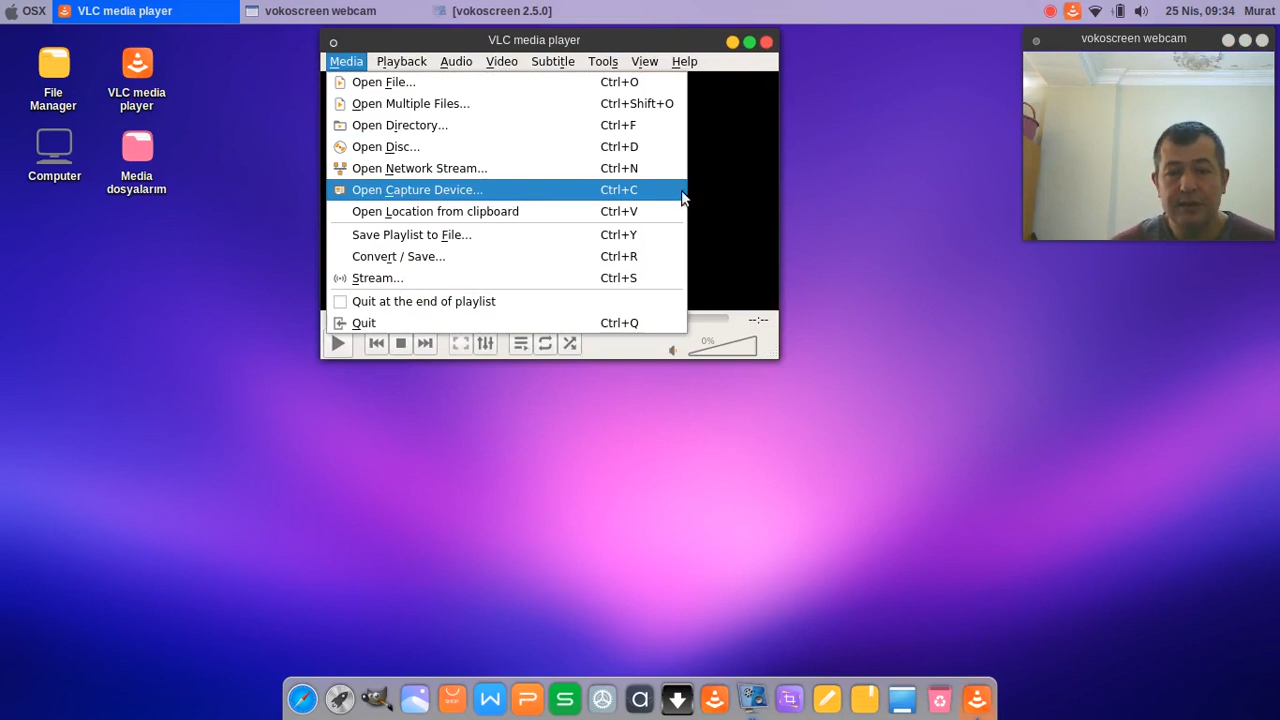 OSX
VLC media player
vokoscreen webcam
[vokoscreen 2.5.0]
25 Nis, 09:34
Murat
File
Manager
VLC media
player
Computer
Media
dosyalarım
VLC media player
Media Playback Audio Video Subtitle Tools View Help
Open File... Ctrl+O
Open Multiple Files... Ctrl+Shift+O
Open Directory... Ctrl+F
Open Disc... Ctrl+D
Open Network Stream... Ctrl+N
Open Capture Device... Ctrl+C
Open Location from clipboard Ctrl+V
Save Playlist to File... Ctrl+Y
Convert / Save... Ctrl+R
Stream... Ctrl+S
Quit at the end of playlist
Quit Ctrl+Q
--:--
0%
vokoscreen webcam